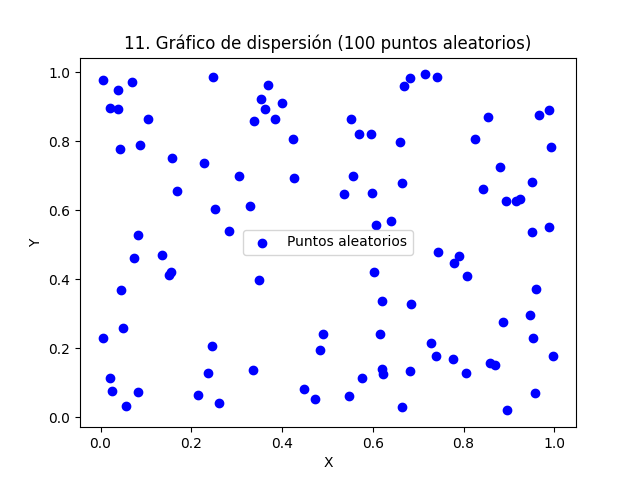 11. Gráfico de dispersión (100 puntos aleatorios)
1.0
0.8
0.6
0.4
0.2
0.0
Y
Puntos aleatorios
0.0 0.2 0.4 0.6 0.8 1.0
X